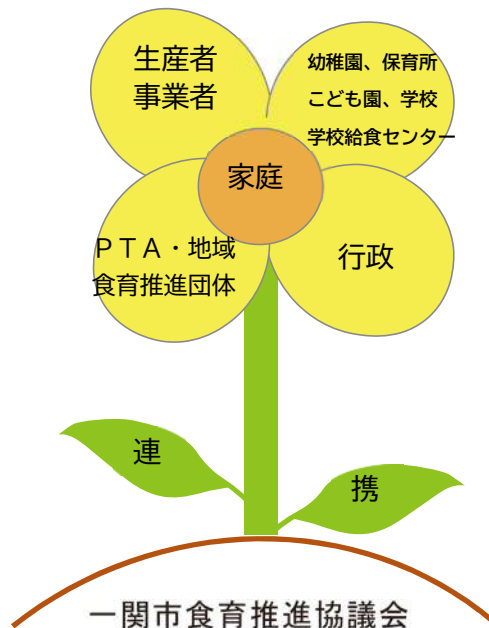 生産者
事業者
幼稚園、保育所
こども園、学校
学校給食センター
家庭
ＰＴＡ・地域
食育推進団体
行政
連
携
一関市食育推進協議会